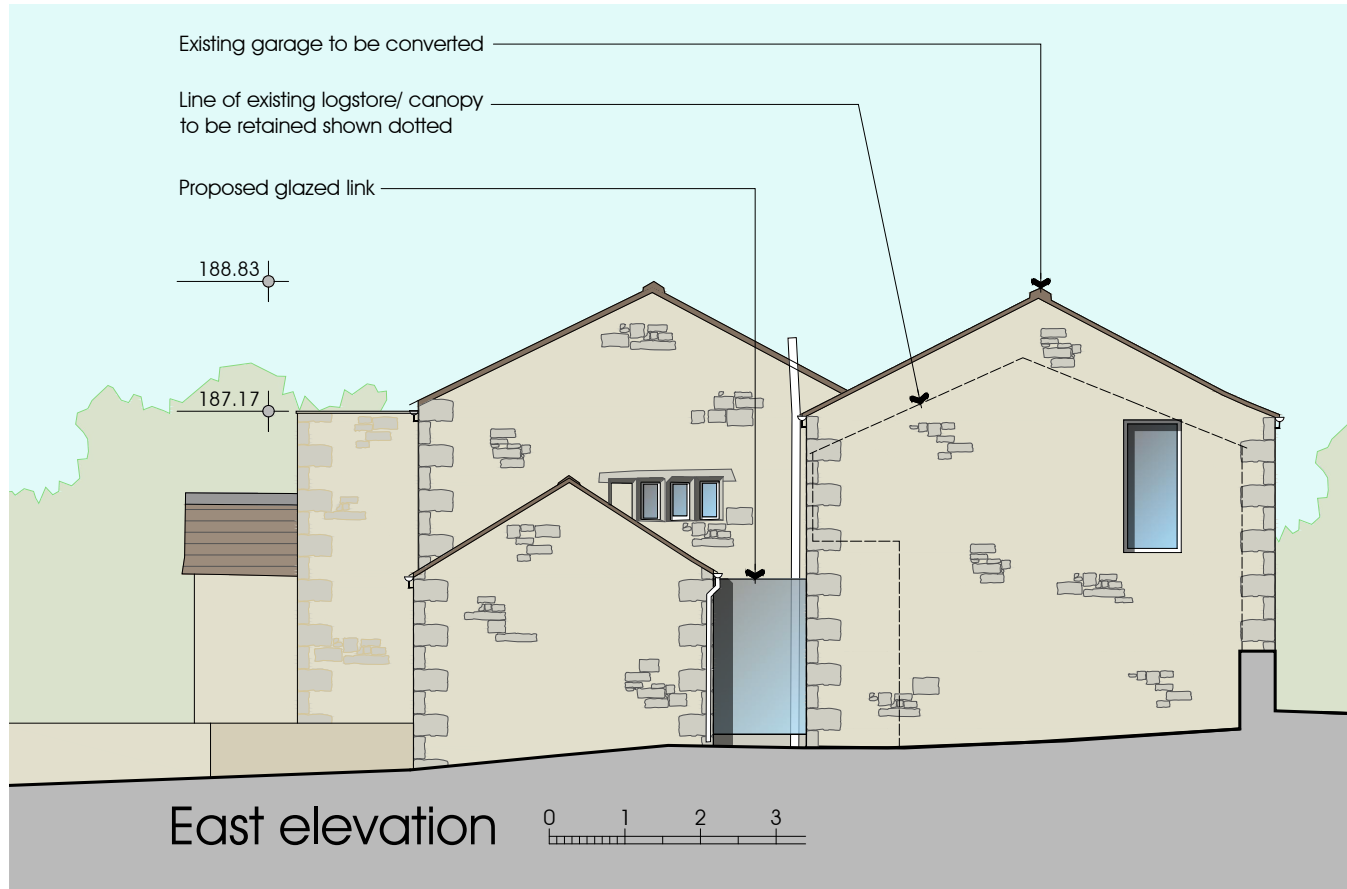 Existing garage to be converted
Line of existing logstore/ canopy
to be retained shown dotted
Proposed glazed link
188.83
187.17
East elevation
0 1 2 3